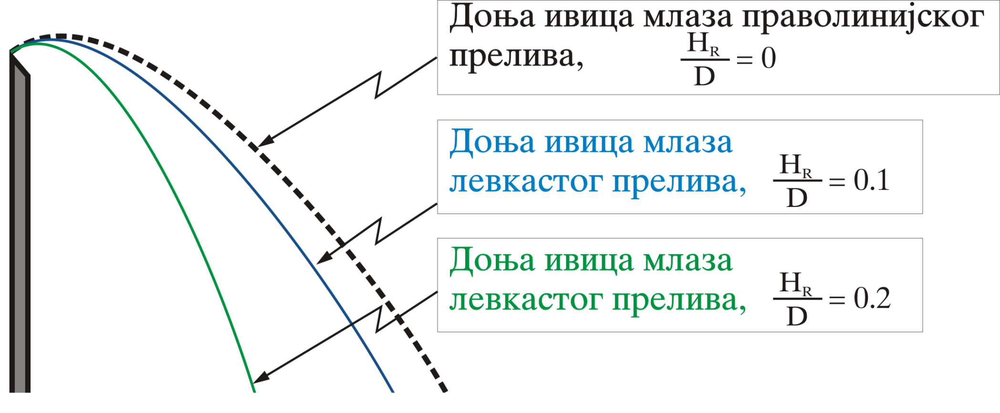 Доња ивица млаза праволинијског
прелива, H_R/D = 0
Доња ивица млаза
левкастог прелива, H_R/D = 0.1
Доња ивица млаза
левкастог прелива, H_R/D = 0.2